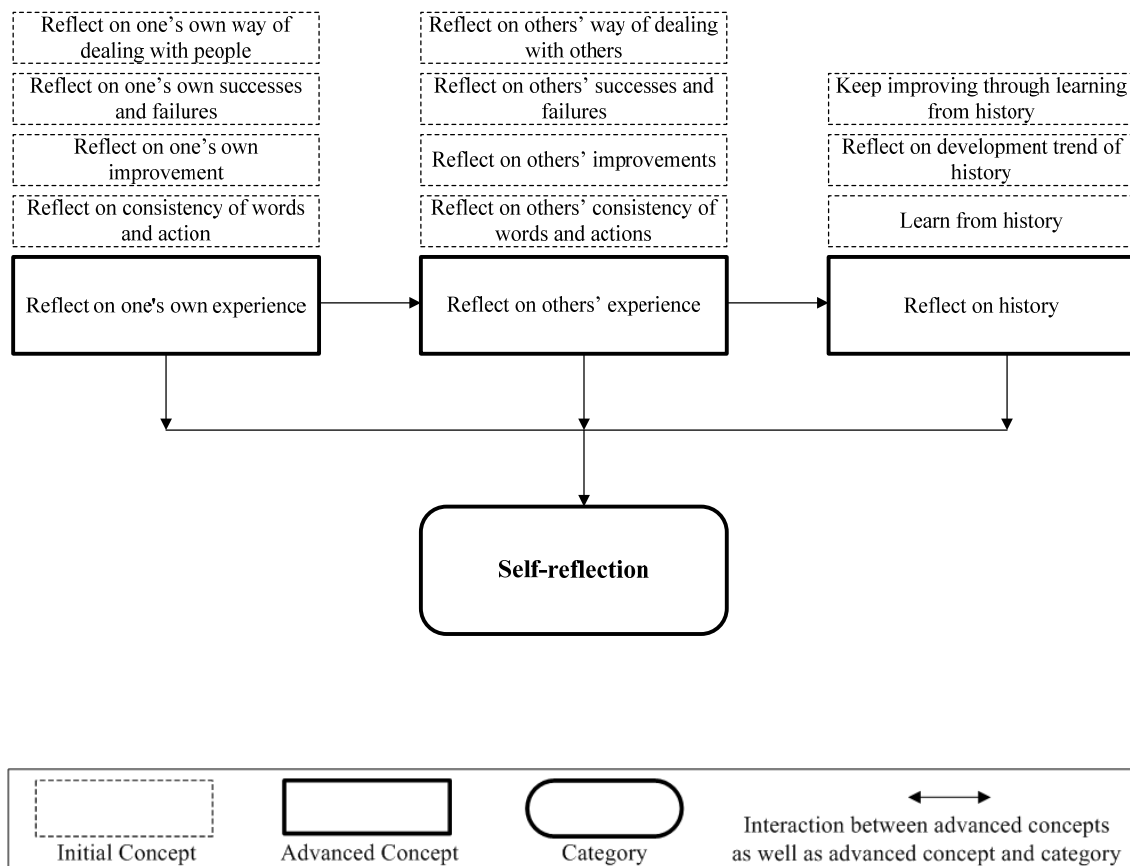 Reflect on one’s own way of
dealing with people
Reflect on one’s own successes
and failures
Reflect on one’s own
improvement
Reflect on consistency of words
and action
Reflect on one's own experience
Reflect on others’ way of dealing
with others
Reflect on others’ successes and
failures
Reflect on others’ improvements
Reflect on others’ consistency of
words and actions
Reflect on others’ experience
Keep improving through learning
from history
Reflect on development trend of
history
Learn from history
Reflect on history
Self-reflection
Initial Concept
Advanced Concept
Category
Interaction between advanced concepts
as well as advanced concept and category